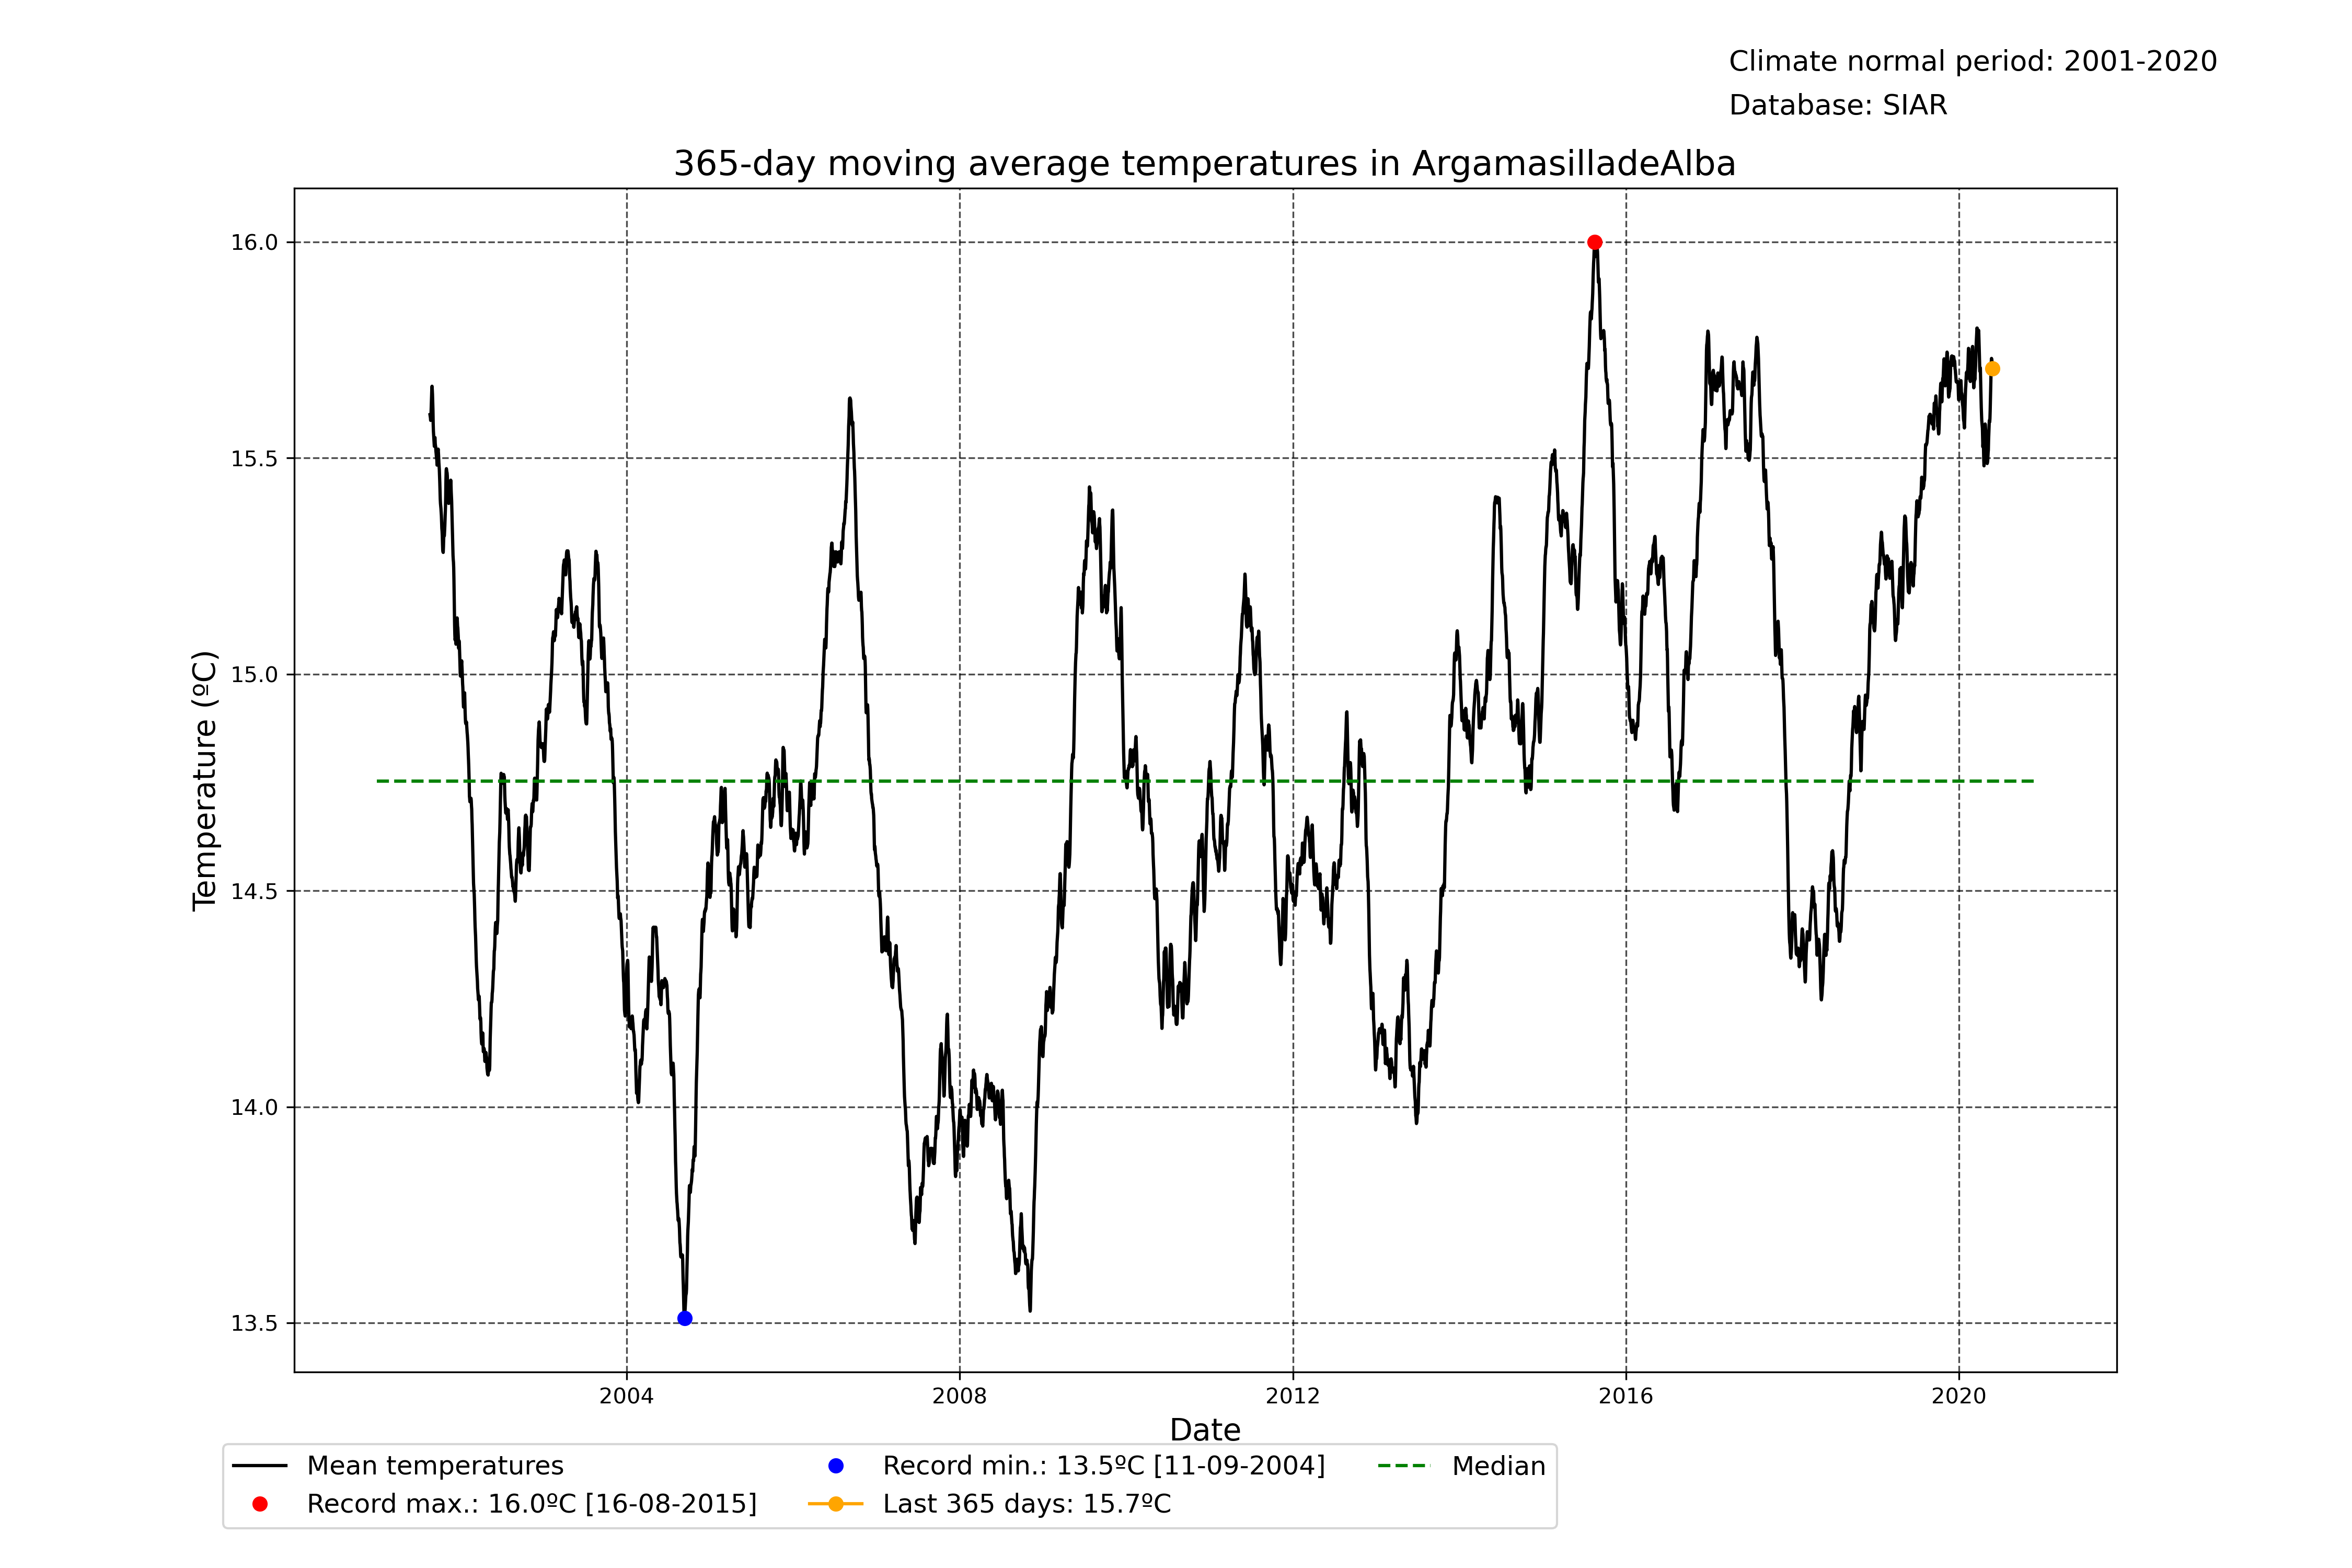 Climate normal period: 2001-2020
Database: SIAR
365-day moving average temperatures in ArgamasilladeAlba
16.0
15.5
15.0
14.5
14.0
13.5
Temperature (ºC)
2004 2008 2012 2016 2020
Date
Mean temperatures
Record max.: 16.0ºC [16-08-2015]
Record min.: 13.5ºC [11-09-2004]
Last 365 days: 15.7ºC
Median